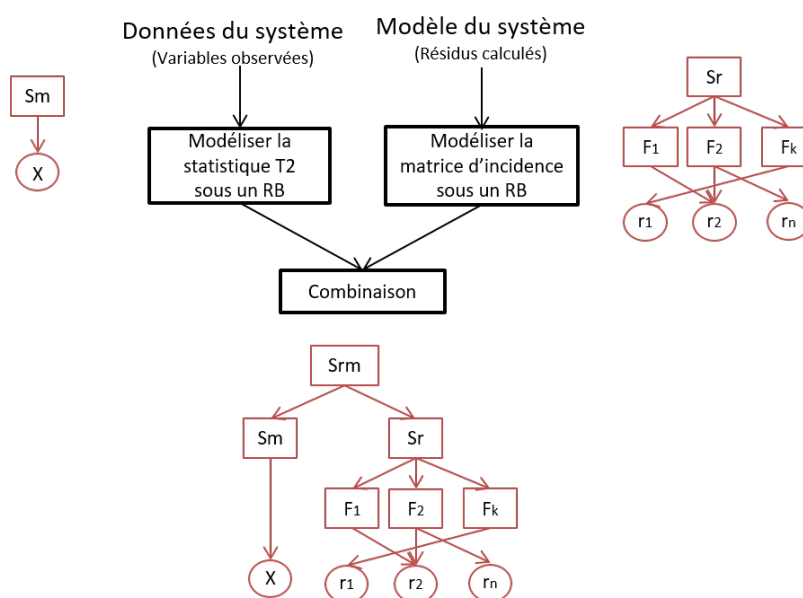 Données du système
(Variables observées)
Modèle du système
(Résidus calculés)
Sm
X
Modéliser la
statistique T2
sous un RB
Modéliser la
matrice d'incidence
sous un RB
Sr
F1 F2 Fk
r1 r2 rn
Combinaison
Srm
Sm Sr
F1 F2 Fk
X r1 r2 rn